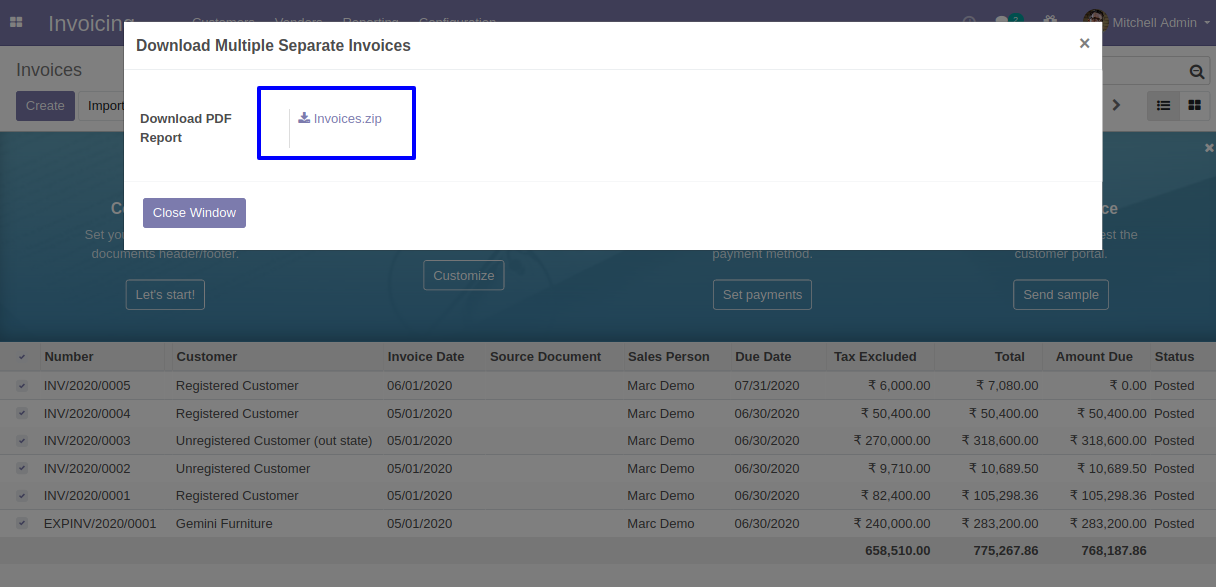 Invoicing Customers Vendors Reporting Configuration 2 Mitchell Admin
Download Multiple Separate Invoices ×
Invoices
Create Import
Download PDF
Report
Invoices.zip
Close Window
documents header/footer.
Customize
payment method.
customer portal.
Let's start!
Set payments
Send sample
Number Customer Invoice Date Source Document Sales Person Due Date Tax Excluded Total Amount Due Status
INV/2020/0005 Registered Customer 06/01/2020 Marc Demo 07/31/2020 ₹ 6,000.00 ₹ 7,080.00 ₹ 0.00 Posted
INV/2020/0004 Registered Customer 05/01/2020 Marc Demo 06/30/2020 ₹ 50,400.00 ₹ 50,400.00 ₹ 50,400.00 Posted
INV/2020/0003 Unregistered Customer (out state) 05/01/2020 Marc Demo 06/30/2020 ₹ 270,000.00 ₹ 318,600.00 ₹ 318,600.00 Posted
INV/2020/0002 Unregistered Customer 05/01/2020 Marc Demo 06/30/2020 ₹ 9,710.00 ₹ 10,689.50 ₹ 10,689.50 Posted
INV/2020/0001 Registered Customer 05/01/2020 Marc Demo 06/30/2020 ₹ 82,400.00 ₹ 105,298.36 ₹ 105,298.36 Posted
EXPINV/2020/0001 Gemini Furniture 05/01/2020 Marc Demo 06/30/2020 ₹ 240,000.00 ₹ 283,200.00 ₹ 283,200.00 Posted
658,510.00 775,267.86 768,187.86